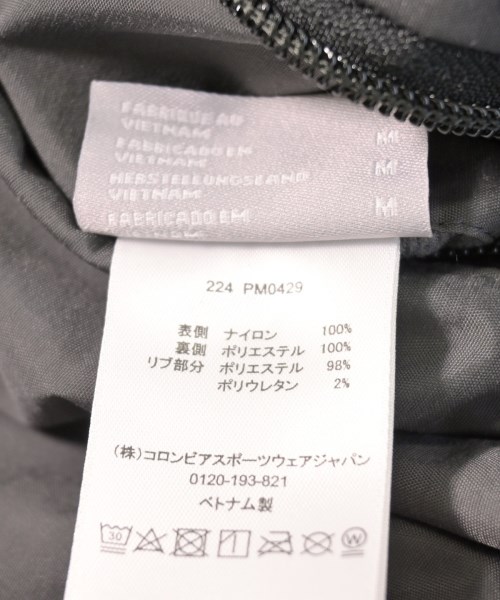 FABRIQUE AU
VIETNAM M
FABRICADO EN
VIETNAM M
HERSTELLUNGSLAND
VIETNAM M
FABRICADO EM
VIETNAM
224 PM0429
表側 ナイロン 100%
裏側 ポリエステル 100%
リブ部分 ポリエステル 98%
ポリウレタン 2%
(株)コロンビアスポーツウェアジャパン
0120-193-821
ベトナム製
30 W